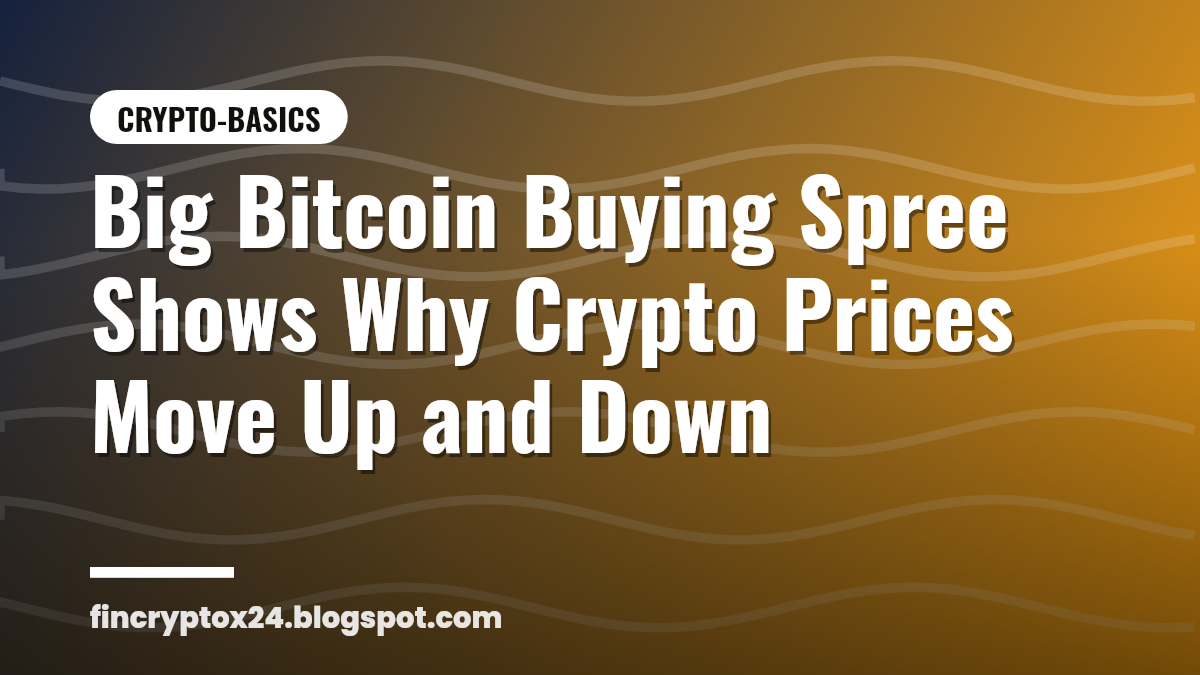 CRYPTO-BASICS
Big Bitcoin Buying Spree
Shows Why Crypto Prices
Move Up and Down
fincryptox24.blogspot.com